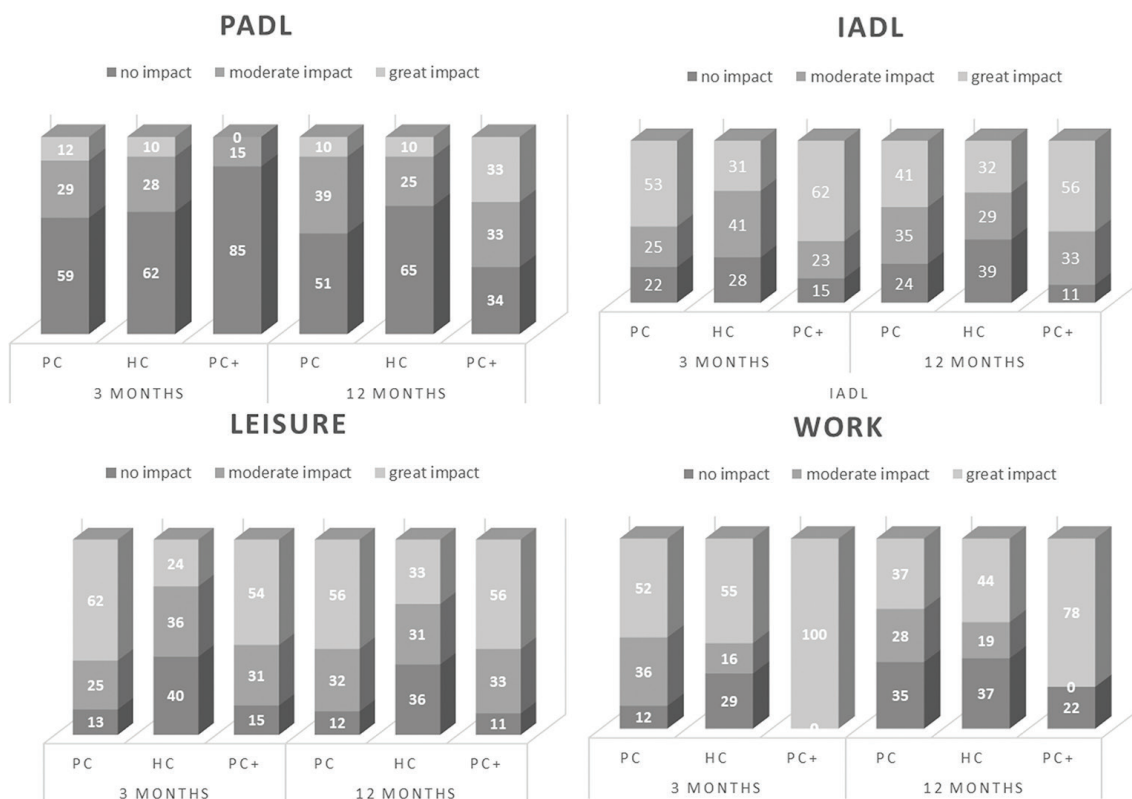 PADL
no impact moderate impact great impact
12 10 0 10 10 33
29 28 15 39 25 33
59 62 85 51 65 34
PC HC PC+ PC HC PC+
3 MONTHS 12 MONTHS
IADL
no impact moderate impact great impact
53 31 62 41 32 56
25 41 23 35 29 33
22 28 15 24 39 11
PC HC PC+ PC HC PC+
3 MONTHS 12 MONTHS
IADL
LEISURE
no impact moderate impact great impact
62 24 54 56 33 56
25 36 31 32 31 33
13 40 15 12 36 11
PC HC PC+ PC HC PC+
3 MONTHS 12 MONTHS
WORK
no impact moderate impact great impact
52 55 100 37 44 78
36 16 28 19 0
12 29 0 35 37 22
PC HC PC+ PC HC PC+
3 MONTHS 12 MONTHS